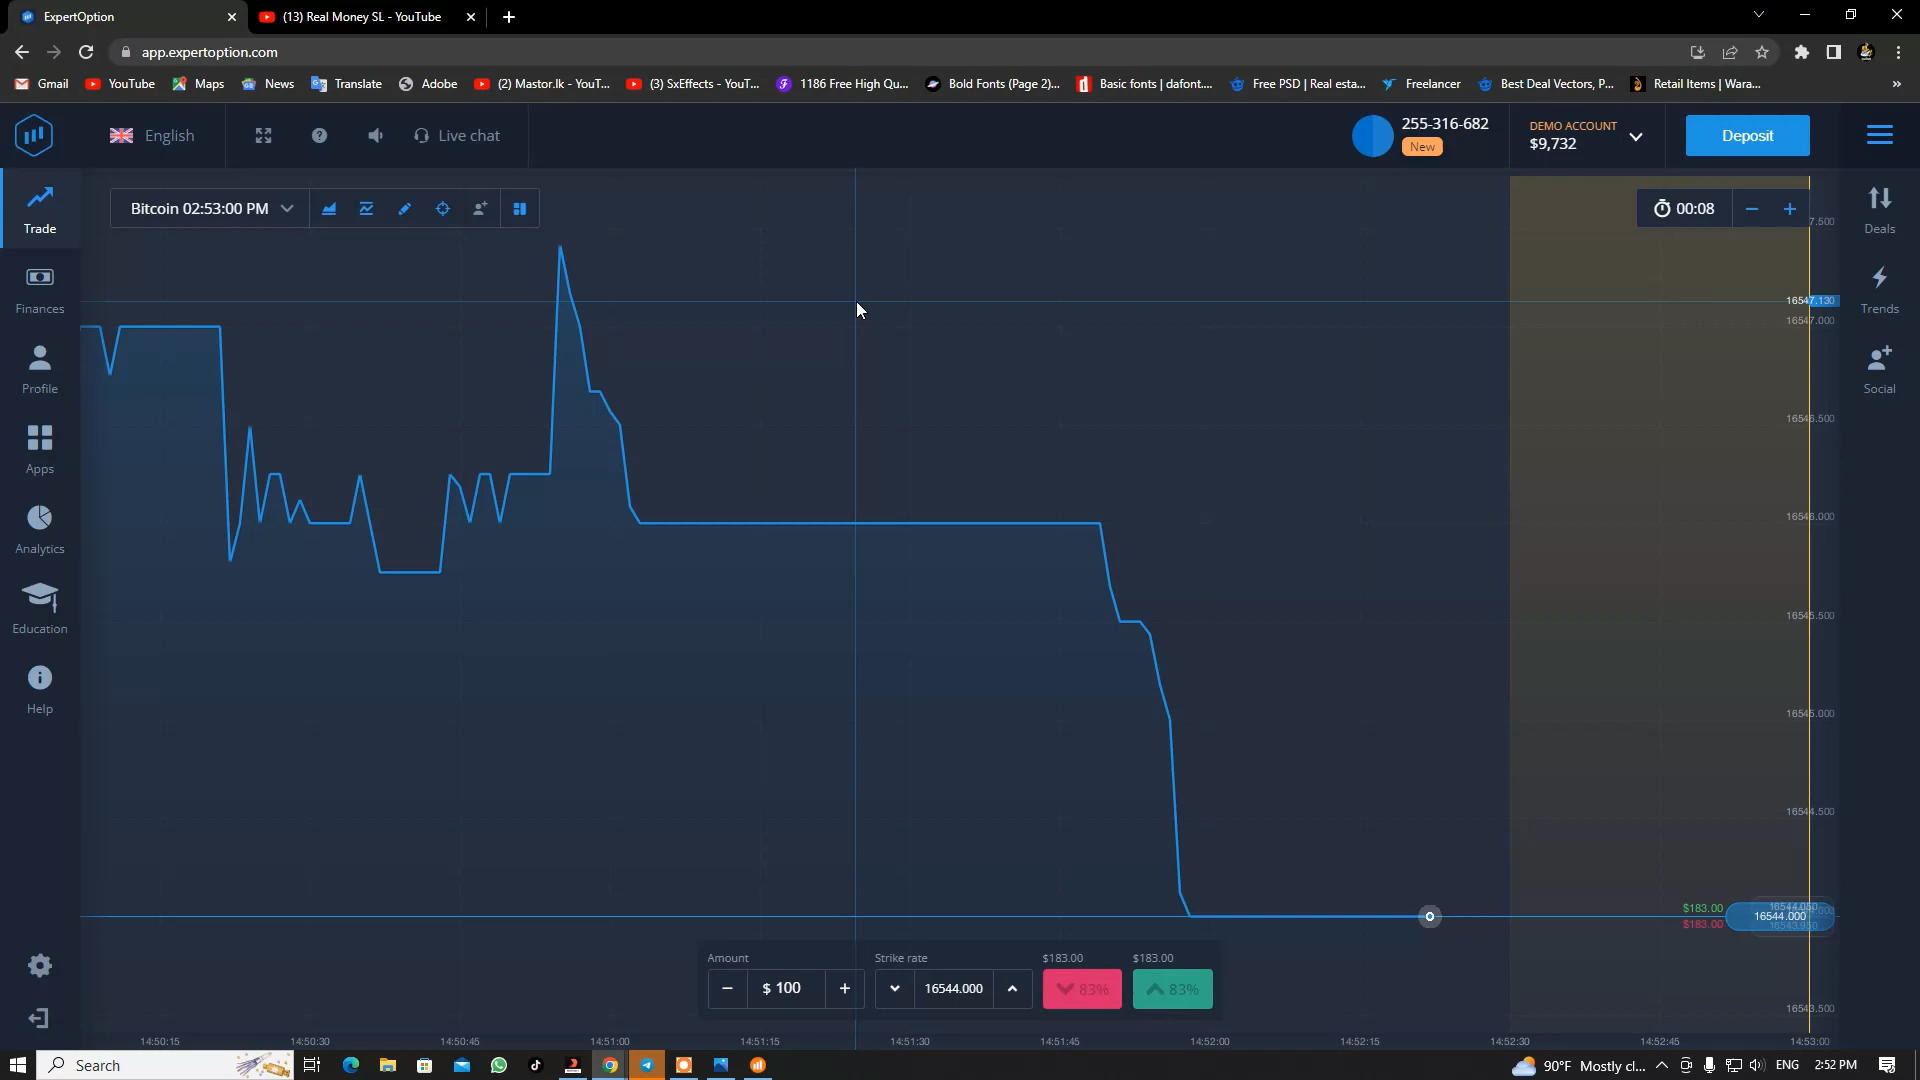 ExpertOption
(13) Real Money SL - YouTube
app.expertoption.com
Gmail
YouTube
Maps
News
Translate
Adobe
(2) Mastor.lk - YouT...
(3) SxEffects - YouT...
1186 Free High Qu...
Bold Fonts (Page 2)...
Basic fonts | dafont....
Free PSD | Real esta...
Freelancer
Best Deal Vectors, P...
Retail Items | Wara...
»
English
Live chat
255-316-682
New
DEMO ACCOUNT
$9,732
Deposit
Trade
Finances
Profile
Apps
Analytics
Education
Help
Bitcoin 02:53:00 PM
00:08
Deals
Trends
Social
7.500
16547.130
16547.000
16546.500
16546.000
16545.500
16545.000
16544.500
$183.00
$183.00
16544.050
16544.000
16543.950
16543.500
Amount
$ 100
Strike rate
16544.000
$183.00
83%
$183.00
83%
14:50:15
14:50:30
14:50:45
14:51:00
14:51:15
14:51:30
14:51:45
14:52:00
14:52:15
14:52:30
14:52:45
14:53:00
Search
90°F Mostly cl...
ENG
2:52 PM